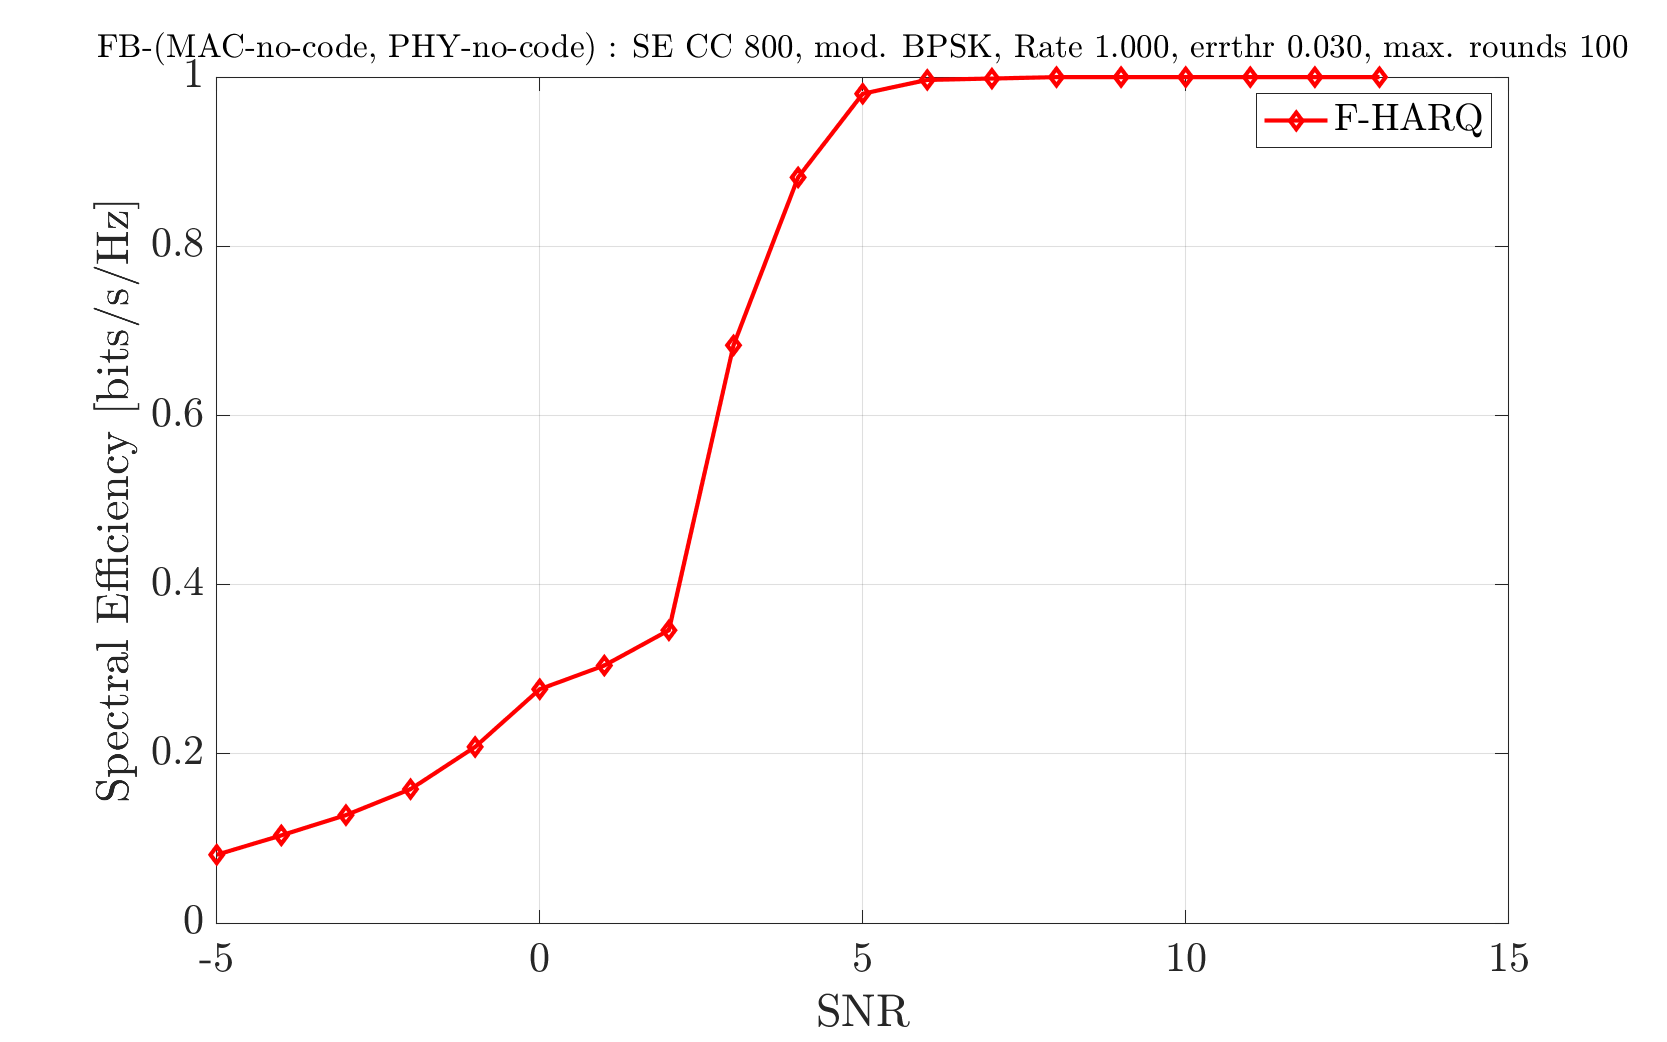 FB-(MAC-no-code, PHY-no-code) : SE CC 800, mod. BPSK, Rate 1.000, errthr 0.030, max. rounds 100
1
F-HARQ
0.8
0.6
0.4
0.2
0
Spectral Efficiency [bits/s/Hz]
-5
0
5
10
15
SNR